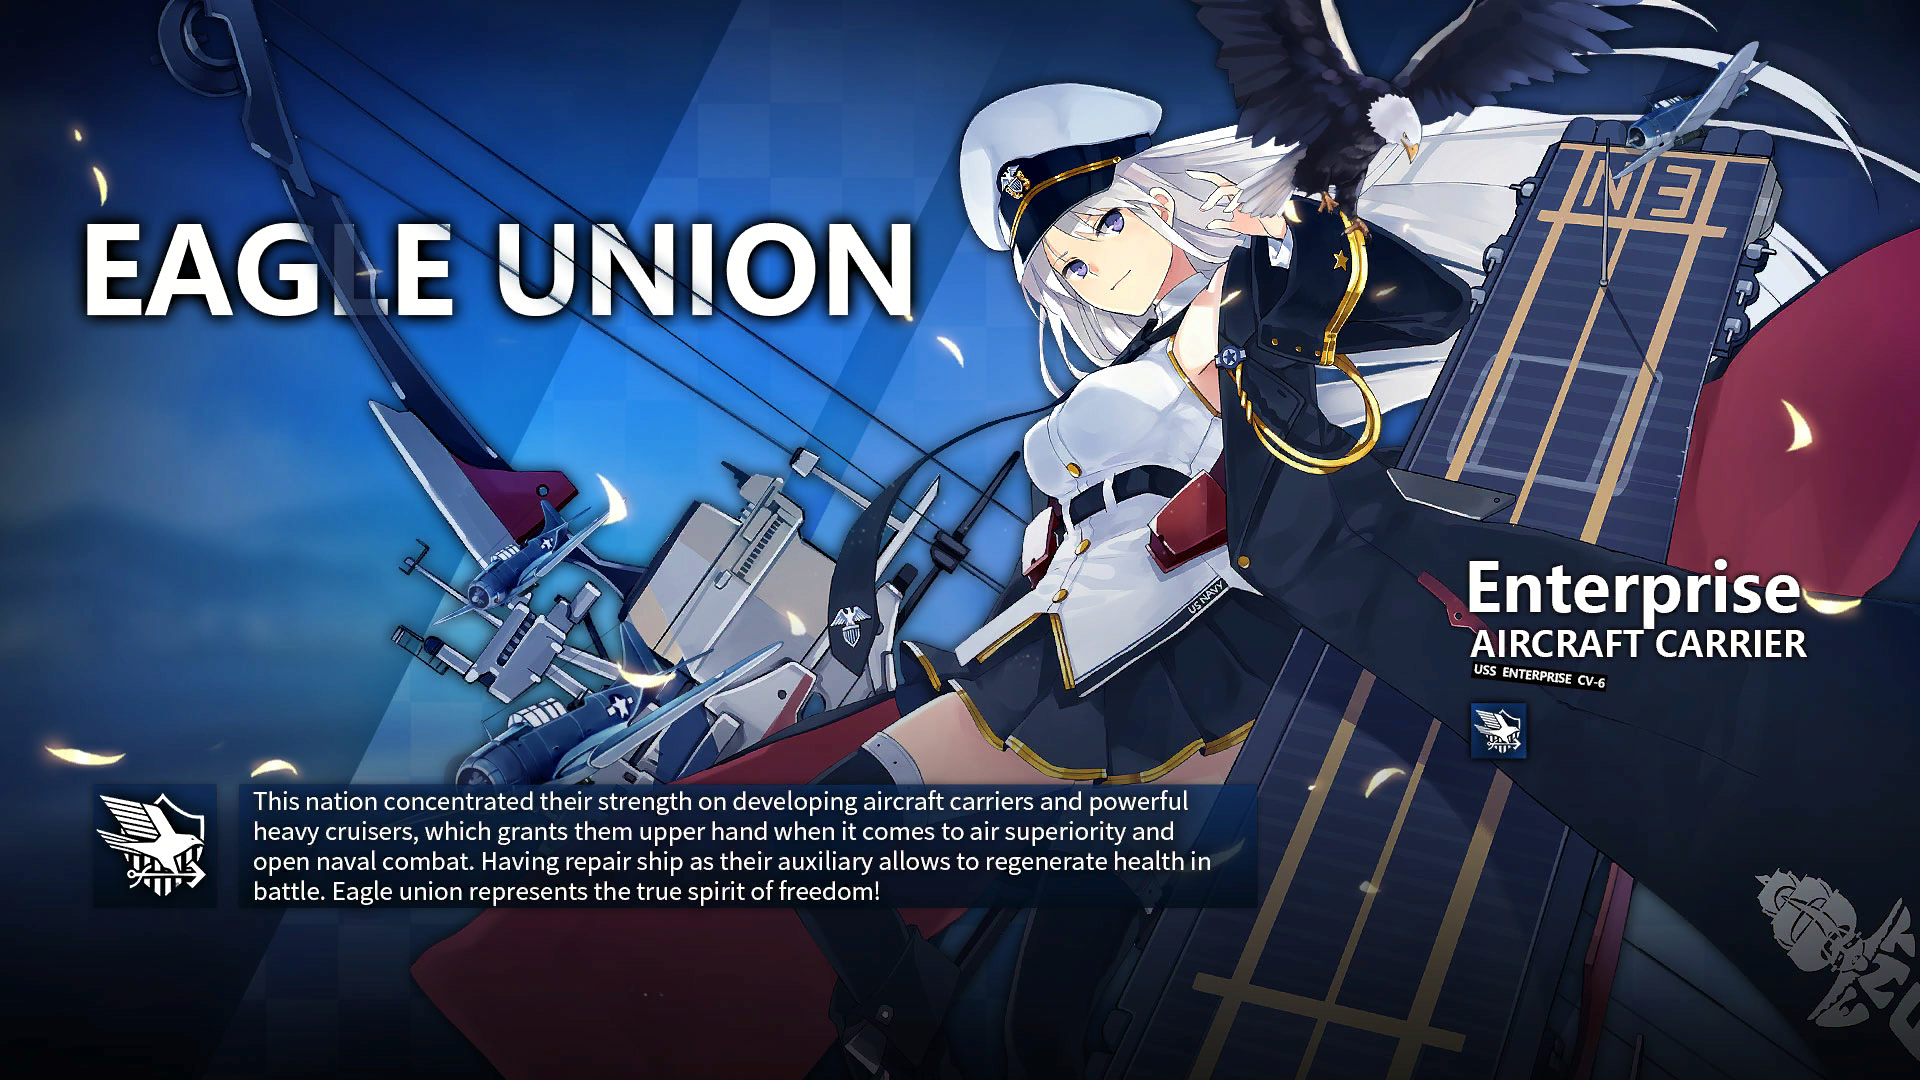 EAGLE UNION
EN
US NAVY
Enterprise
AIRCRAFT CARRIER
USS ENTERPRISE CV-6
This nation concentrated their strength on developing aircraft carriers and powerful
heavy cruisers, which grants them upper hand when it comes to air superiority and
open naval combat. Having repair ship as their auxiliary allows to regenerate health in
battle. Eagle union represents the true spirit of freedom!